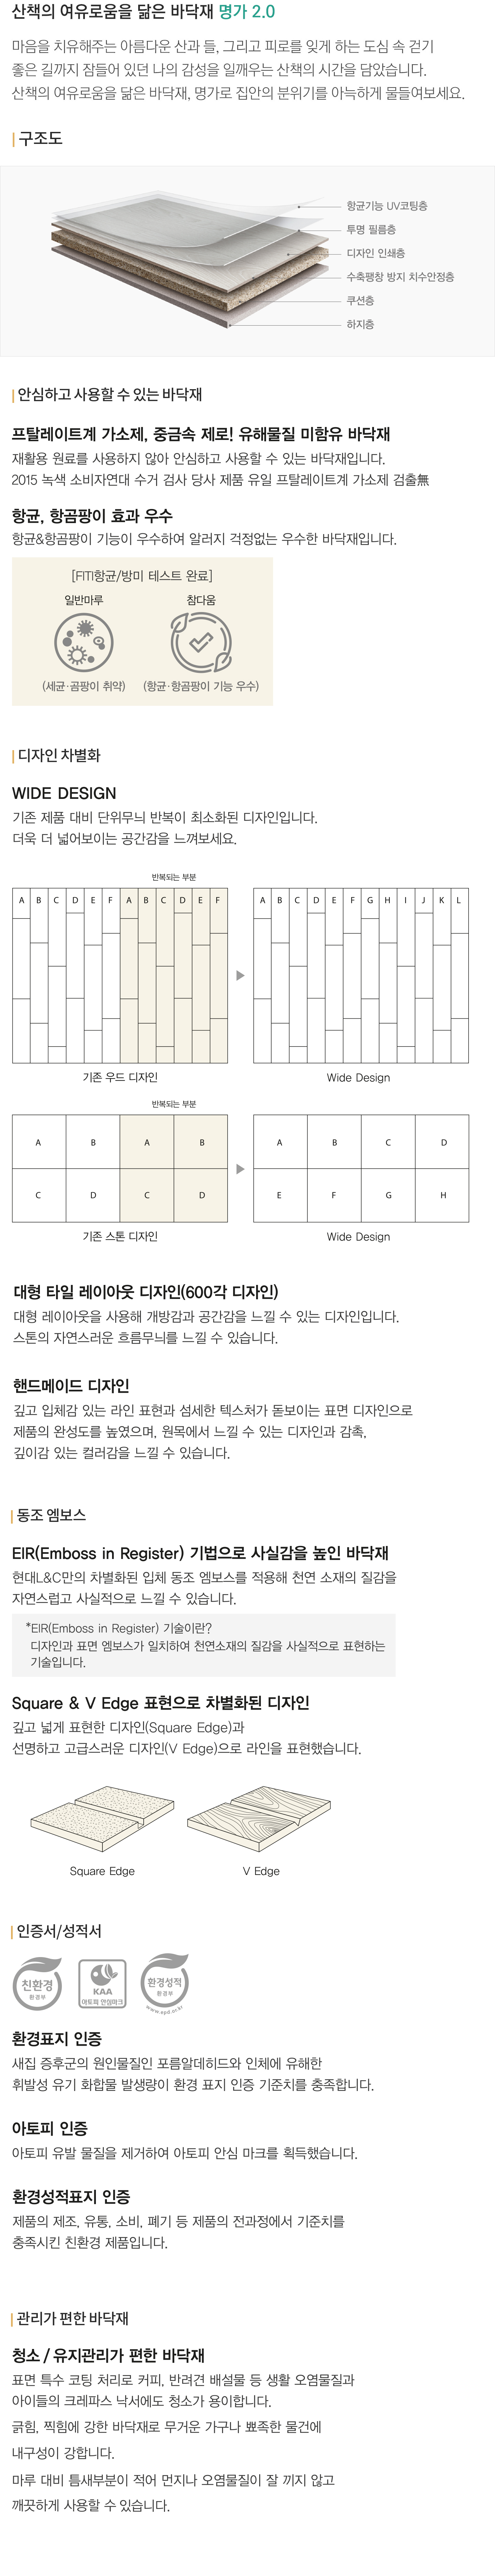 산책의 여유로움을 닮은 바닥재 명가 2.0
마음을 치유해주는 아름다운 산과 들, 그리고 피로를 잊게 하는 도심 속 걷기
좋은 길까지 잠들어 있던 나의 감성을 일깨우는 산책의 시간을 담았습니다.
산책의 여유로움을 닮은 바닥재, 명가로 집안의 분위기를 아늑하게 물들여보세요.
구조도
항균기능 UV코팅층
투명 필름층
디자인 인쇄층
수축팽창 방지 치수안정층
쿠션층
하지층
안심하고 사용할 수 있는 바닥재
프탈레이트계 가소제, 중금속 제로! 유해물질 미함유 바닥재
재활용 원료를 사용하지 않아 안심하고 사용할 수 있는 바닥재입니다.
2015 녹색 소비자연대 수거 검사 당사 제품 유일 프탈레이트계 가소제 검출無
항균, 항곰팡이 효과 우수
항균&항곰팡이 기능이 우수하여 알러지 걱정없는 우수한 바닥재입니다.
[FITI항균/방미 테스트 완료]
일반마루 참다움
(세균·곰팡이 취약) (항균·항곰팡이 기능 우수)
디자인 차별화
WIDE DESIGN
기존 제품 대비 단위무늬 반복이 최소화된 디자인입니다.
더욱 더 넓어보이는 공간감을 느껴보세요.
반복되는 부분
A B C D E F A B C D E F
A B C D E F G H I J K L
기존 우드 디자인 Wide Design
반복되는 부분
A B A B
A B C D
C D C D
E F G H
기존 스톤 디자인 Wide Design
대형 타일 레이아웃 디자인(600각 디자인)
대형 레이아웃을 사용해 개방감과 공간감을 느낄 수 있는 디자인입니다.
스톤의 자연스러운 흐름무늬를 느낄 수 있습니다.
핸드메이드 디자인
깊고 입체감 있는 라인 표현과 섬세한 텍스처가 돋보이는 표면 디자인으로
제품의 완성도를 높였으며, 원목에서 느낄 수 있는 디자인과 감촉,
깊이감 있는 컬러감을 느낄 수 있습니다.
동조 엠보스
EIR(Emboss in Register) 기법으로 사실감을 높인 바닥재
현대L&C만의 차별화된 입체 동조 엠보스를 적용해 천연 소재의 질감을
자연스럽고 사실적으로 느낄 수 있습니다.
*EIR(Emboss in Register) 기술이란?
디자인과 표면 엠보스가 일치하여 천연소재의 질감을 사실적으로 표현하는
기술입니다.
Square & V Edge 표현으로 차별화된 디자인
깊고 넓게 표현한 디자인(Square Edge)과
선명하고 고급스러운 디자인(V Edge)으로 라인을 표현했습니다.
Square Edge V Edge
인증서/성적서
친환경
환경부
KAA
아토피 안심마크
환경성적
환경부
www.epd.or.kr
환경표지 인증
새집 증후군의 원인물질인 포름알데히드와 인체에 유해한
휘발성 유기 화합물 발생량이 환경 표지 인증 기준치를 충족합니다.
아토피 인증
아토피 유발 물질을 제거하여 아토피 안심 마크를 획득했습니다.
환경성적표지 인증
제품의 제조, 유통, 소비, 폐기 등 제품의 전과정에서 기준치를
충족시킨 친환경 제품입니다.
관리가 편한 바닥재
청소 / 유지관리가 편한 바닥재
표면 특수 코팅 처리로 커피, 반려견 배설물 등 생활 오염물질과
아이들의 크레파스 낙서에도 청소가 용이합니다.
긁힘, 찍힘에 강한 바닥재로 무거운 가구나 뾰족한 물건에
내구성이 강합니다.
마루 대비 틈새부분이 적어 먼지나 오염물질이 잘 끼지 않고
깨끗하게 사용할 수 있습니다.